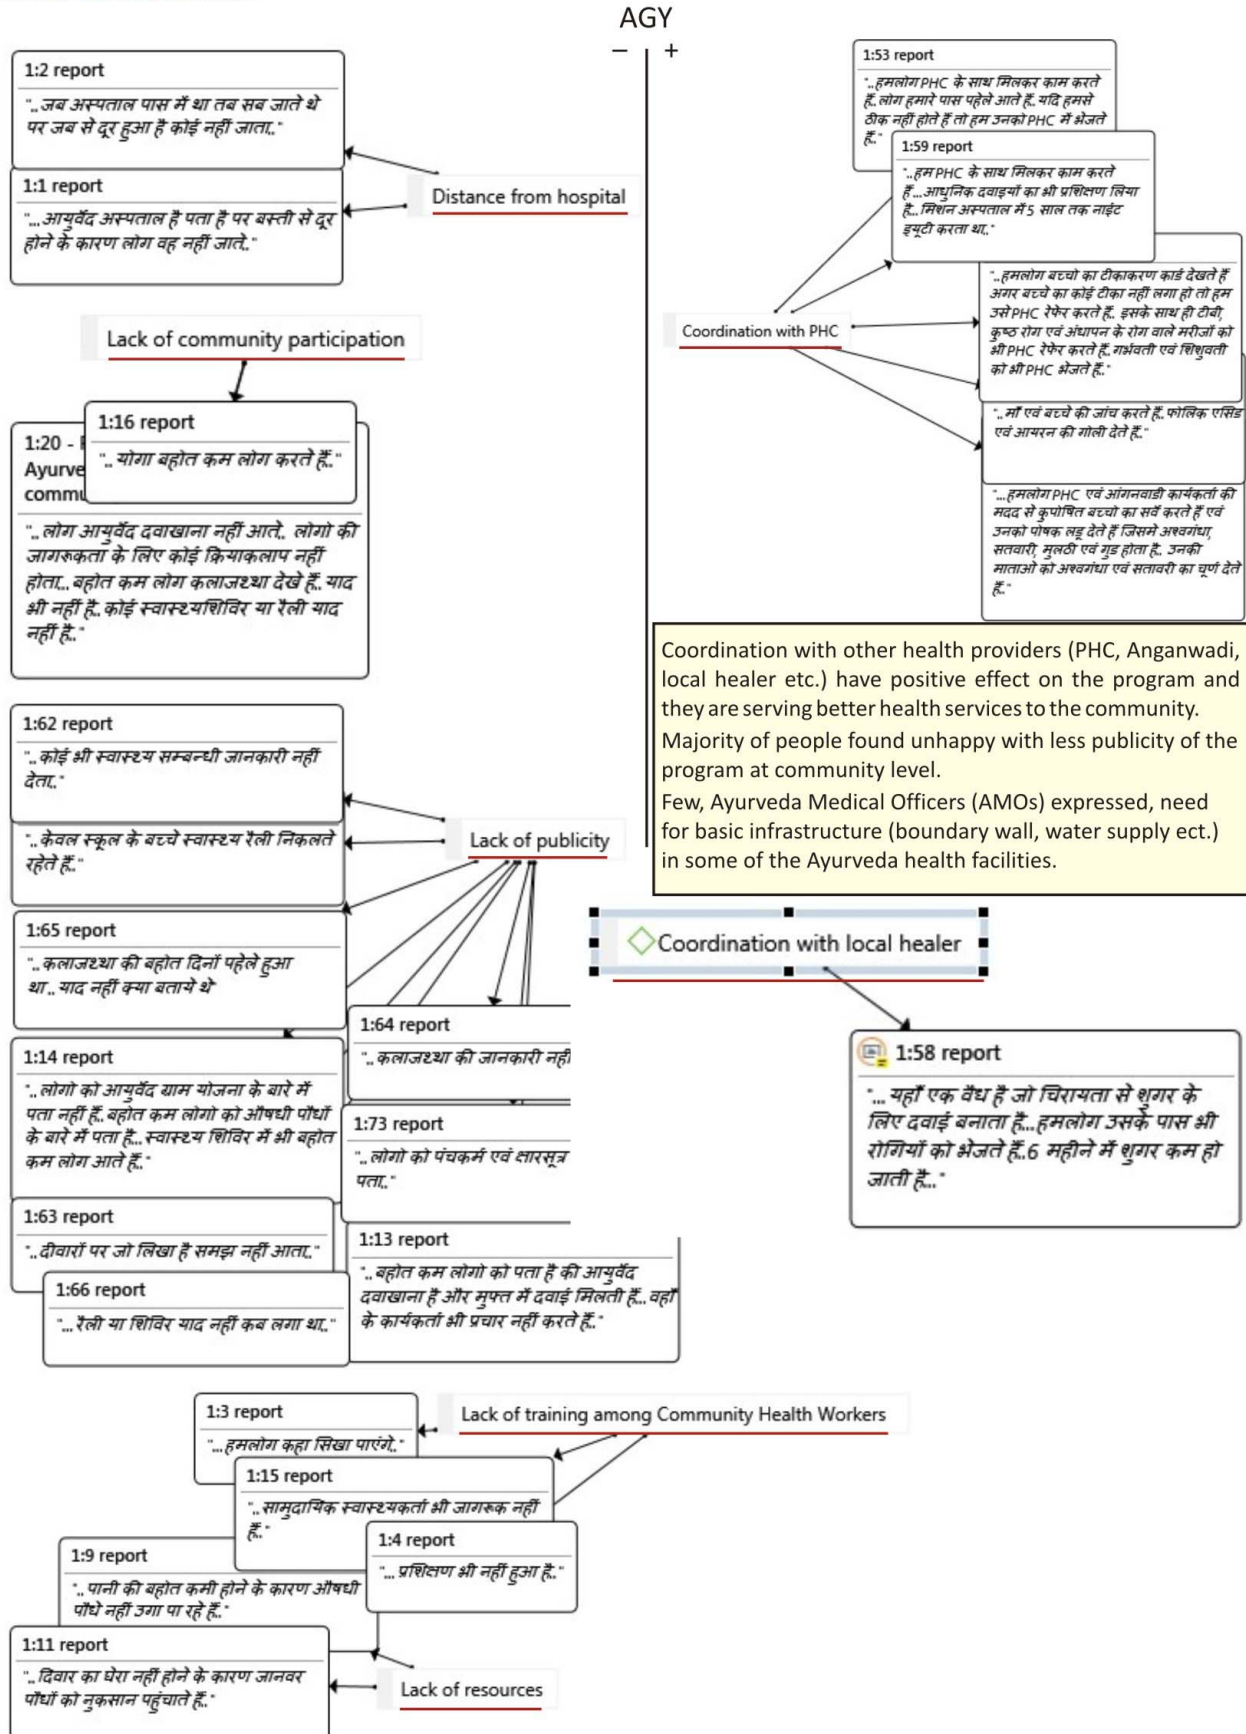 AGY
− +
1:2 report
"..जब अस्पताल पास में था तब सब जाते थे
पर जब से दूर हुआ है कोई नहीं जाता.."
1:1 report
"...आयुर्वेद अस्पताल है पता है पर बस्ती से दूर
होने के कारण लोग वह नहीं जाते.."
Distance from hospital
Lack of community participation
1:16 report
"..योगा बहोत कम लोग करते हैं.."
1:20 -
Ayurve
commu
"..लोग आयुर्वेद दवाखाना नहीं आते.. लोगो की
जागरूकता के लिए कोई क्रियाकलाप नहीं
होता...बहोत कम लोग कलाजथ्था देखे हैं.. याद
भी नहीं है..कोई स्वास्थ्यशिविर या रैली याद
नहीं है.."
1:53 report
"..हमलोग PHC के साथ मिलकर काम करते
हैं..लोग हमारे पास पहेले आते हैं..यदि हमसे
ठीक नहीं होते हैं तो हम उनको PHC में भेजते
हैं.."
1:59 report
"..हम PHC के साथ मिलकर काम करते
हैं...आधुनिक दवाइयों का भी प्रशिक्षण लिया
है...मिशन अस्पताल में 5 साल तक नाईट
ड्यूटी करता था.."
Coordination with PHC
"..हमलोग बच्चो का टीकाकरण कार्ड देखते हैं
अगर बच्चे का कोई टीका नहीं लगा हो तो हम
उसे PHC रेफेर करते हैं.. इसके साथ ही टीबी,
कुष्ठ रोग एवं अंधापन के रोग वाले मरीजों को
भी PHC रेफेर करते हैं..गर्भवती एवं शिशुवती
को भी PHC भेजते हैं.."
"..माँ एवं बच्चे की जांच करते हैं..फोलिक एसिड
एवं आयरन की गोली देते हैं.."
"...हमलोग PHC एवं आंगनवाडी कार्यकर्ता की
मदद से कुपोषित बच्चो का सर्वे करते हैं एवं
उनको पोषक लडू देते हैं जिसमे अश्वगंधा,
सतवारी, मुलठी एवं गुड होता है.. उनकी
माताओ को अश्वगंधा एवं सतावरी का चूर्ण देते
हैं.."
Coordination with other health providers (PHC, Anganwadi,
local healer etc.) have positive effect on the program and
they are serving better health services to the community.
Majority of people found unhappy with less publicity of the
program at community level.
Few, Ayurveda Medical Officers (AMOs) expressed, need
for basic infrastructure (boundary wall, water supply ect.)
in some of the Ayurveda health facilities.
1:62 report
"..कोई भी स्वास्थ्य सम्बन्धी जानकारी नहीं
देता.."
"..केवल स्कूल के बच्चे स्वास्थ्य रैली निकलते
रहेते हैं.."
Lack of publicity
1:65 report
"..कलाजथ्था की बहोत दिनों पहेले हुआ
था..याद नहीं क्या बताये थे
1:64 report
"..कलाजथ्था की जानकारी नहीं
1:14 report
"..लोगो को आयुर्वेद ग्राम योजना के बारे में
पता नहीं हैं..बहोत कम लोगो को औषधी पौधों
के बारे में पता है...स्वास्थ्य शिविर में भी बहोत
कम लोग आते हैं.."
1:73 report
"..लोगो को पंचकर्म एवं क्षारसूत्र
पता.."
1:63 report
"..दीवारों पर जो लिखा है समझ नहीं आता.."
1:66 report
"...रैली या शिविर याद नहीं कब लगा था.."
1:13 report
"..बहोत कम लोगो को पता है की आयुर्वेद
दवाखाना है और मुफ्त में दवाई मिलती हैं...वहाँ
के कार्यकर्ता भी प्रचार नहीं करते हैं.."
Coordination with local healer
1:58 report
"...यहाँ एक वैध है जो चिरायता से शुगर के
लिए दवाई बनाता है...हमलोग उसके पास भी
रोगियों को भेजते हैं..6 महीने में शुगर कम हो
जाती है..."
1:3 report
"...हमलोग कहा सिखा पाएंगे.."
Lack of training among Community Health Workers
1:15 report
"..सामुदायिक स्वास्थ्यकर्ता भी जागरूक नहीं
हैं.."
1:4 report
"...प्रशिक्षण भी नहीं हुआ है.."
1:9 report
"..पानी की बहोत कमी होने के कारण औषधी
पौधे नहीं उगा पा रहे हैं.."
1:11 report
"..दिवार का घेरा नहीं होने के कारण जानवर
पौधों को नुकसान पहुंचाते हैं.."
Lack of resources